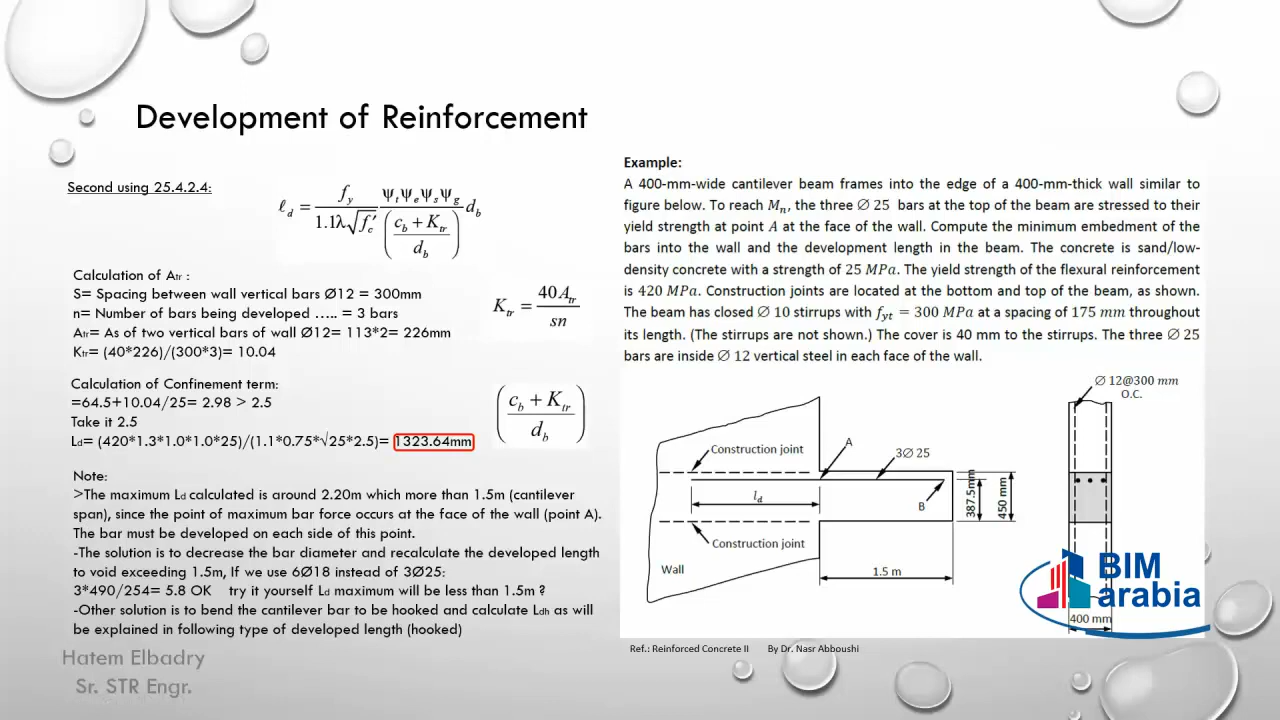 Development of Reinforcement
Second using 25.4.2.4:
ℓd = fy / (1.1λ√f′c) · ψtψeψsψg / ((cb + Ktr) / db) · db
Calculation of Atr :
S= Spacing between wall vertical bars Ø12 = 300mm
n= Number of bars being developed ….. = 3 bars
Atr= As of two vertical bars of wall Ø12= 113*2= 226mm
Ktr= (40*226)/(300*3)= 10.04
Ktr = 40Atr / sn
Calculation of Confinement term:
=64.5+10.04/25= 2.98 > 2.5
Take it 2.5
Ld= (420*1.3*1.0*1.0*25)/(1.1*0.75*√25*2.5)= 1323.64mm
((cb + Ktr) / db)
Note:
>The maximum Ld calculated is around 2.20m which more than 1.5m (cantilever
span), since the point of maximum bar force occurs at the face of the wall (point A).
The bar must be developed on each side of this point.
-The solution is to decrease the bar diameter and recalculate the developed length
to void exceeding 1.5m, If we use 6Ø18 instead of 3Ø25:
3*490/254= 5.8 OK try it yourself Ld maximum will be less than 1.5m ?
-Other solution is to bend the cantilever bar to be hooked and calculate Ldh as will
be explained in following type of developed length (hooked)
Hatem Elbadry
Sr. STR Engr.
Example:
A 400-mm-wide cantilever beam frames into the edge of a 400-mm-thick wall similar to
figure below. To reach Mn, the three ∅ 25 bars at the top of the beam are stressed to their
yield strength at point A at the face of the wall. Compute the minimum embedment of the
bars into the wall and the development length in the beam. The concrete is sand/low-
density concrete with a strength of 25 MPa. The yield strength of the flexural reinforcement
is 420 MPa. Construction joints are located at the bottom and top of the beam, as shown.
The beam has closed ∅ 10 stirrups with fyt = 300 MPa at a spacing of 175 mm throughout
its length. (The stirrups are not shown.) The cover is 40 mm to the stirrups. The three ∅ 25
bars are inside ∅ 12 vertical steel in each face of the wall.
∅ 12@300 mm
O.C.
Construction joint
A
3∅ 25
ld
B
387.5mm
450 mm
Construction joint
Wall
1.5 m
400 mm
BIM
arabia
Ref.: Reinforced Concrete II By Dr. Nasr Abboushi